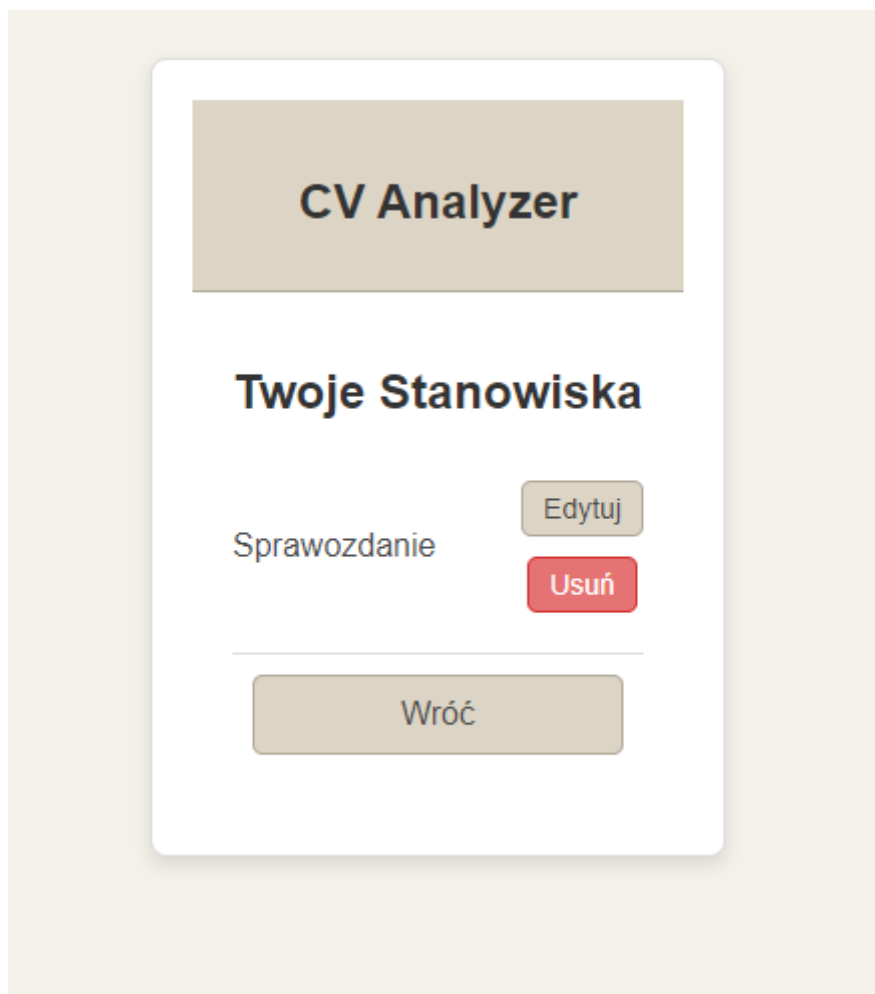 CV Analyzer
Twoje Stanowiska
Sprawozdanie
Edytuj
Usuń
Wróć